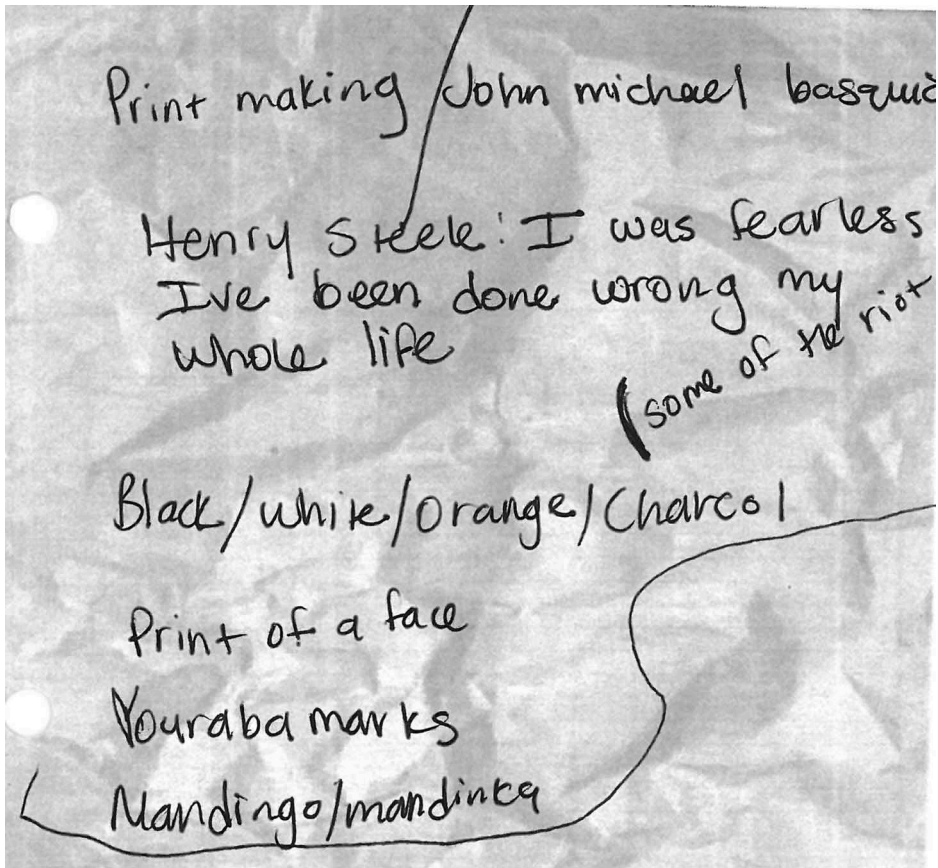 Print making / John michael basquia
Henry Steele: I was fearless
Ive been done wrong my
whole life
(some of the riot
Black/white/orange/Charcol
Print of a face
Youraba marks
Mandingo/mandinka